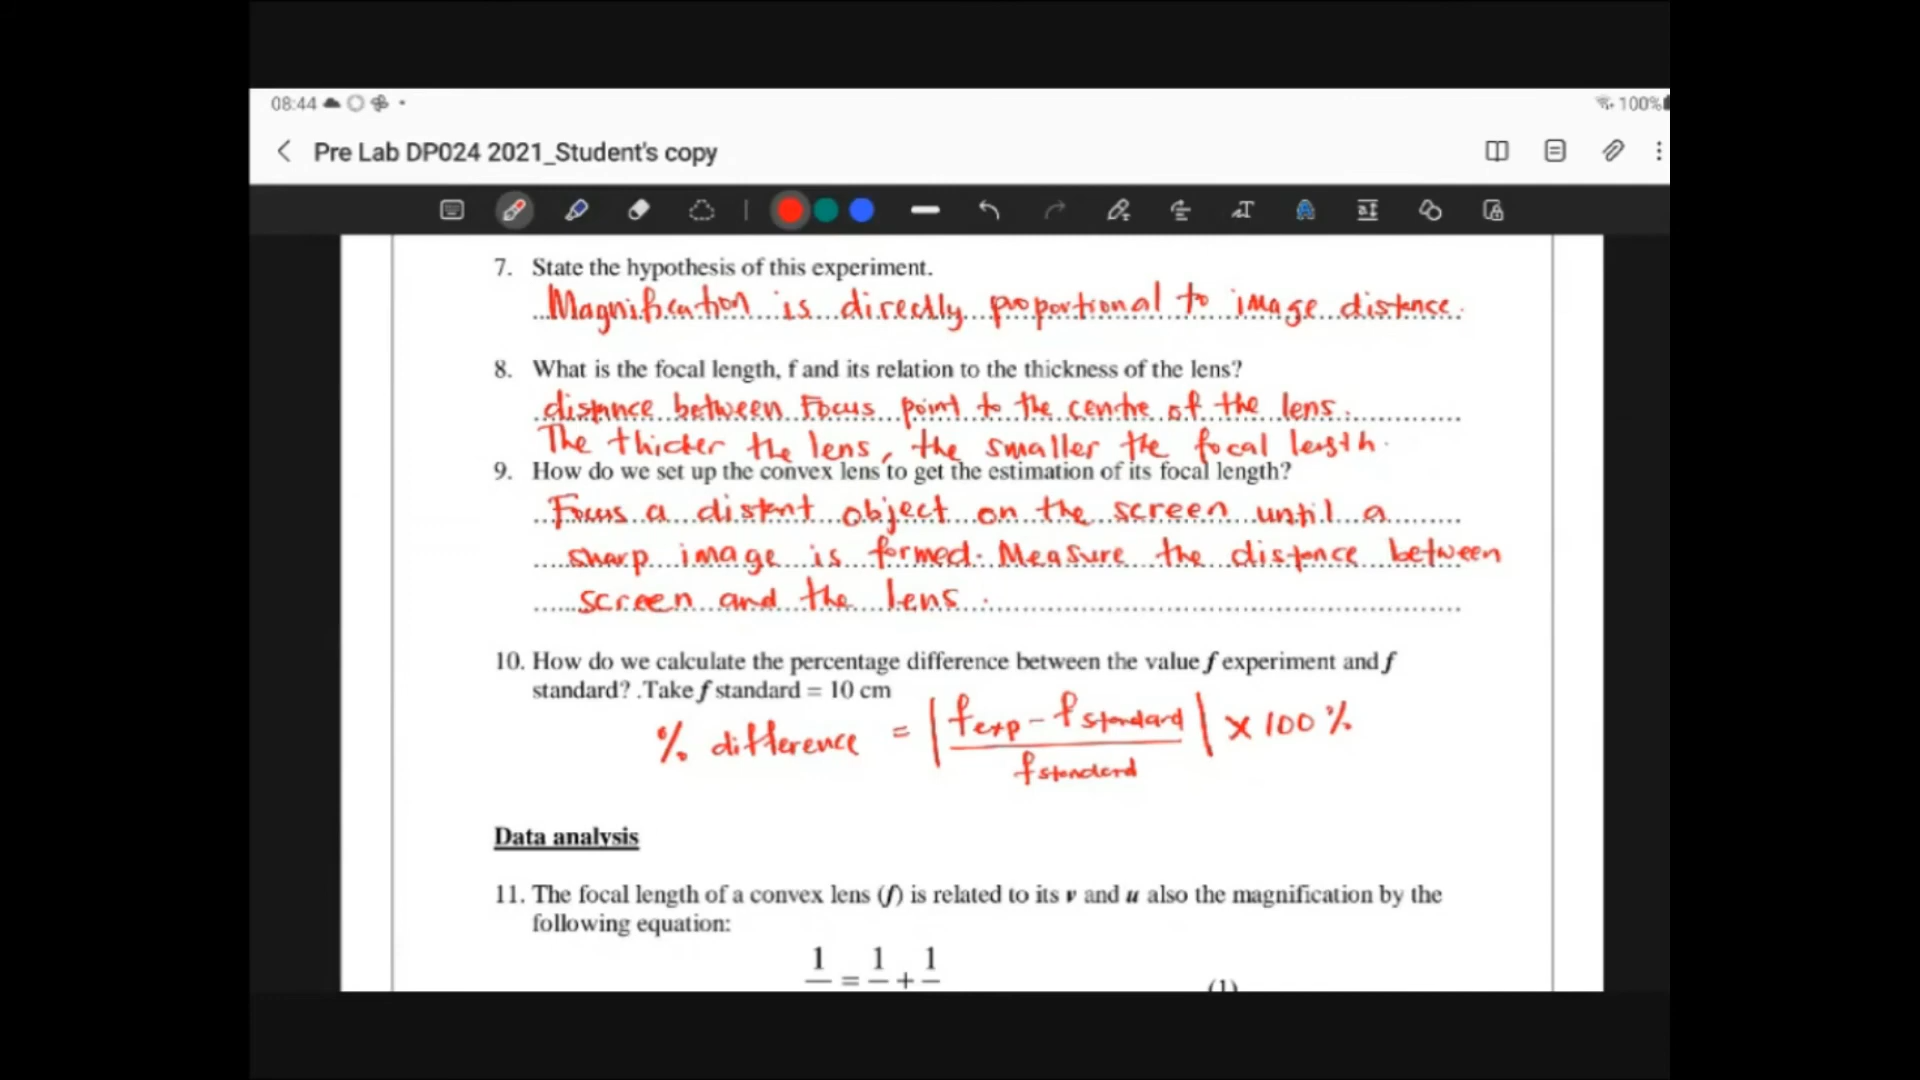 08:44
100%
Pre Lab DP024 2021_Student's copy
7. State the hypothesis of this experiment.
Magnification is directly proportional to image distance.
8. What is the focal length, f and its relation to the thickness of the lens?
distance between focus point to the centre of the lens.
The thicker the lens, the smaller the focal length.
9. How do we set up the convex lens to get the estimation of its focal length?
Focus a distant object on the screen until a
sharp image is formed. Measure the distance between
screen and the lens.
10. How do we calculate the percentage difference between the value f experiment and f
standard? .Take f standard = 10 cm
% difference = | f exp - f standard | x 100 %
f standard
Data analysis
11. The focal length of a convex lens (f) is related to its v and u also the magnification by the
following equation:
1 1 1
= +
(1)